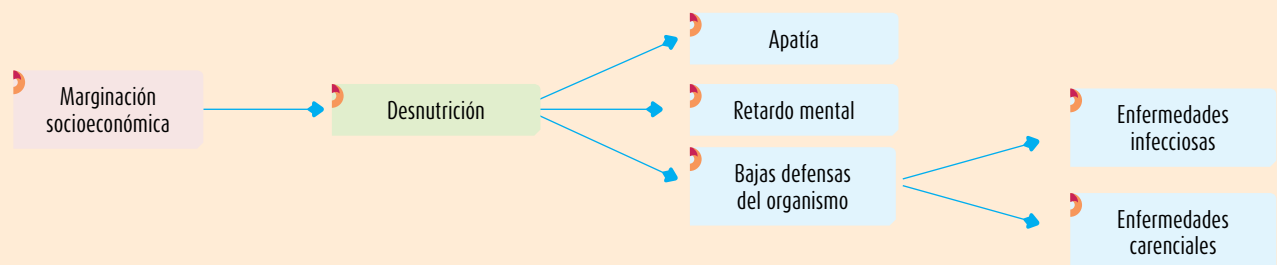 Marginación
socioeconómica
Desnutrición
Apatía
Retardo mental
Bajas defensas
del organismo
Enfermedades
infecciosas
Enfermedades
carenciales